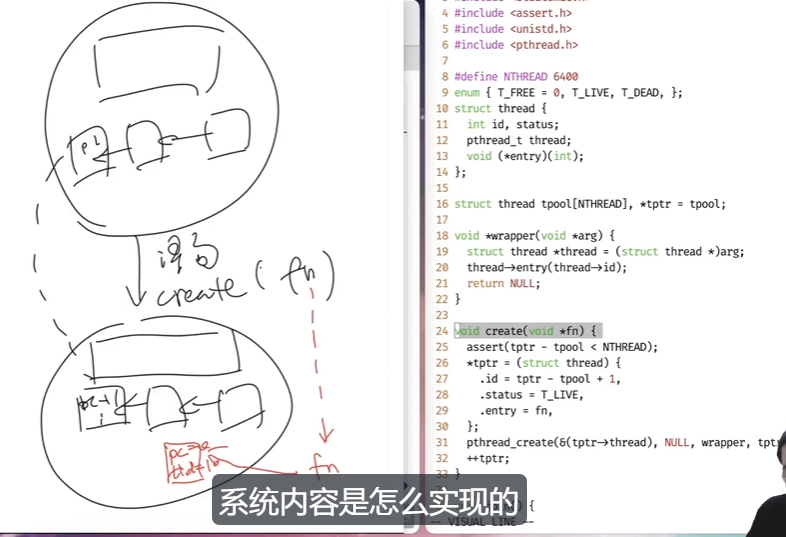 pc
语句
create( fn )
pc+1
pc=0
tid=10
fn
4 #include <assert.h>
5 #include <unistd.h>
6 #include <pthread.h>
7
8 #define NTHREAD 6400
9 enum { T_FREE = 0, T_LIVE, T_DEAD, };
10 struct thread {
11 int id, status;
12 pthread_t thread;
13 void (*entry)(int);
14 };
15
16 struct thread tpool[NTHREAD], *tptr = tpool;
17
18 void *wrapper(void *arg) {
19 struct thread *thread = (struct thread *)arg;
20 thread→entry(thread→id);
21 return NULL;
22 }
23
24 void create(void *fn) {
25 assert(tptr - tpool < NTHREAD);
26 *tptr = (struct thread) {
27 .id = tptr - tpool + 1,
28 .status = T_LIVE,
29 .entry = fn,
30 };
31 pthread_create(&(tptr→thread), NULL, wrapper, tptr
32 ++tptr;
33 }
) {
-- VISUAL LINE --
系统内容是怎么实现的